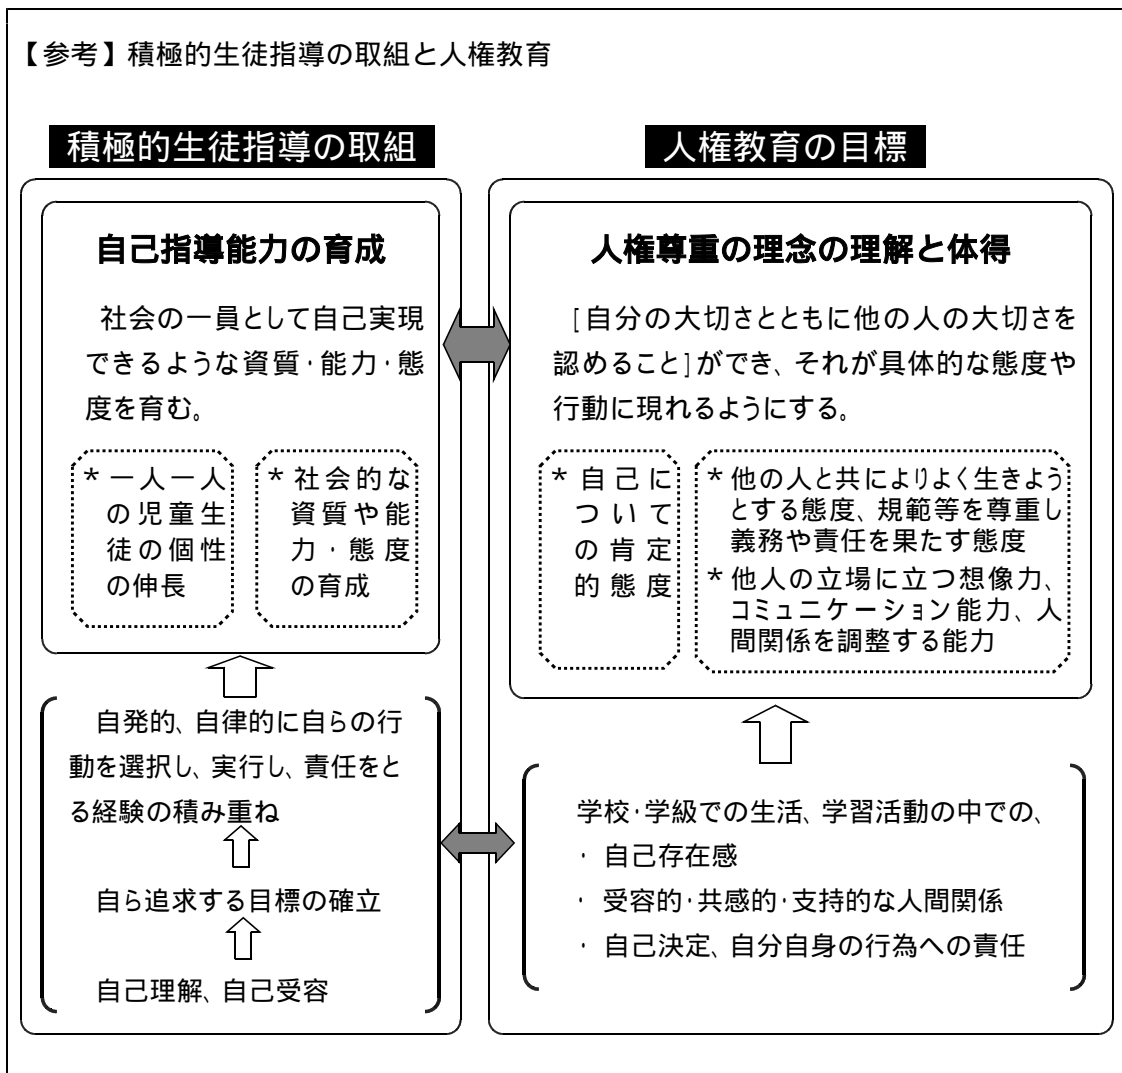 【参考】積極的生徒指導の取組と人権教育
積極的生徒指導の取組
自己指導能力の育成
社会の一員として自己実現
できるような資質・能力・態
度を育む。
*一人一人
の児童生
徒の個性
の伸長
*社会的な
資質や能
力・態度
の育成
自発的、自律的に自らの行
動を選択し、実行し、責任をと
る経験の積み重ね
自ら追求する目標の確立
自己理解、自己受容
人権教育の目標
人権尊重の理念の理解と体得
[自分の大切さとともに他の人の大切さを
認めること]ができ、それが具体的な態度や
行動に現れるようにする。
*自己に
ついて
の肯定
的態度
*他の人と共によりよく生きよう
とする態度、規範等を尊重し
義務や責任を果たす態度
*他人の立場に立つ想像力、
コミュニケーション能力、人
間関係を調整する能力
学校・学級での生活、学習活動の中での、
・ 自己存在感
・ 受容的・共感的・支持的な人間関係
・ 自己決定、自分自身の行為への責任